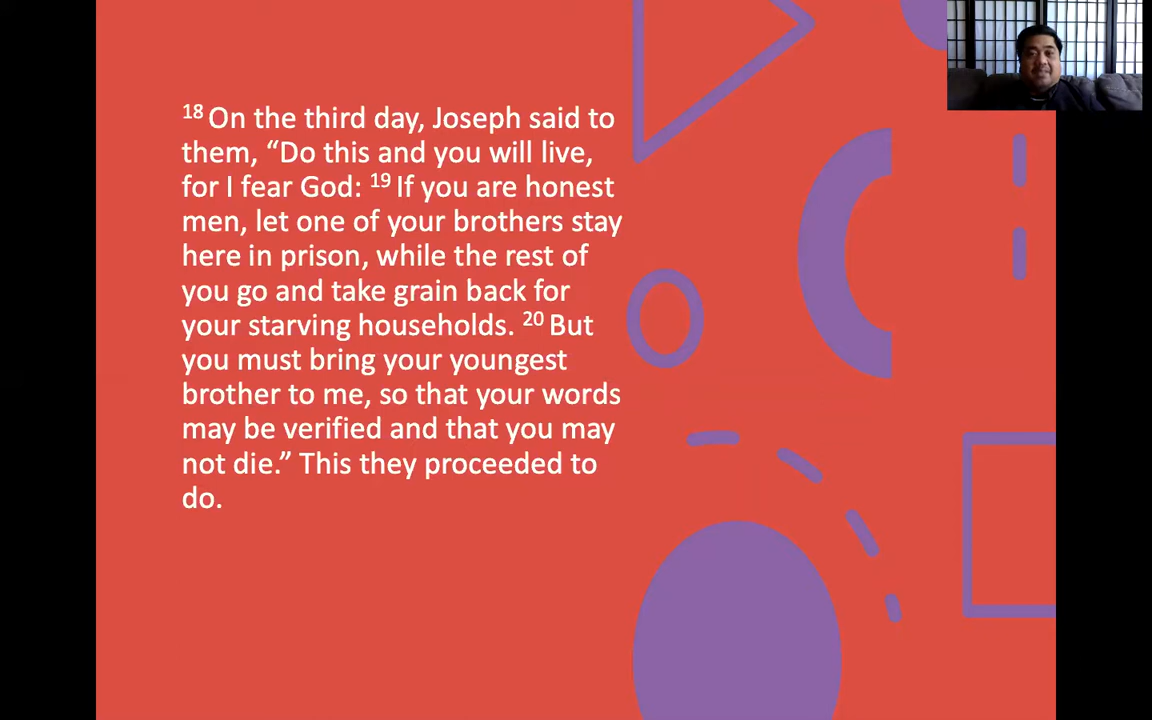 18 On the third day, Joseph said to
them, “Do this and you will live,
for I fear God: 19 If you are honest
men, let one of your brothers stay
here in prison, while the rest of
you go and take grain back for
your starving households. 20 But
you must bring your youngest
brother to me, so that your words
may be verified and that you may
not die.” This they proceeded to
do.